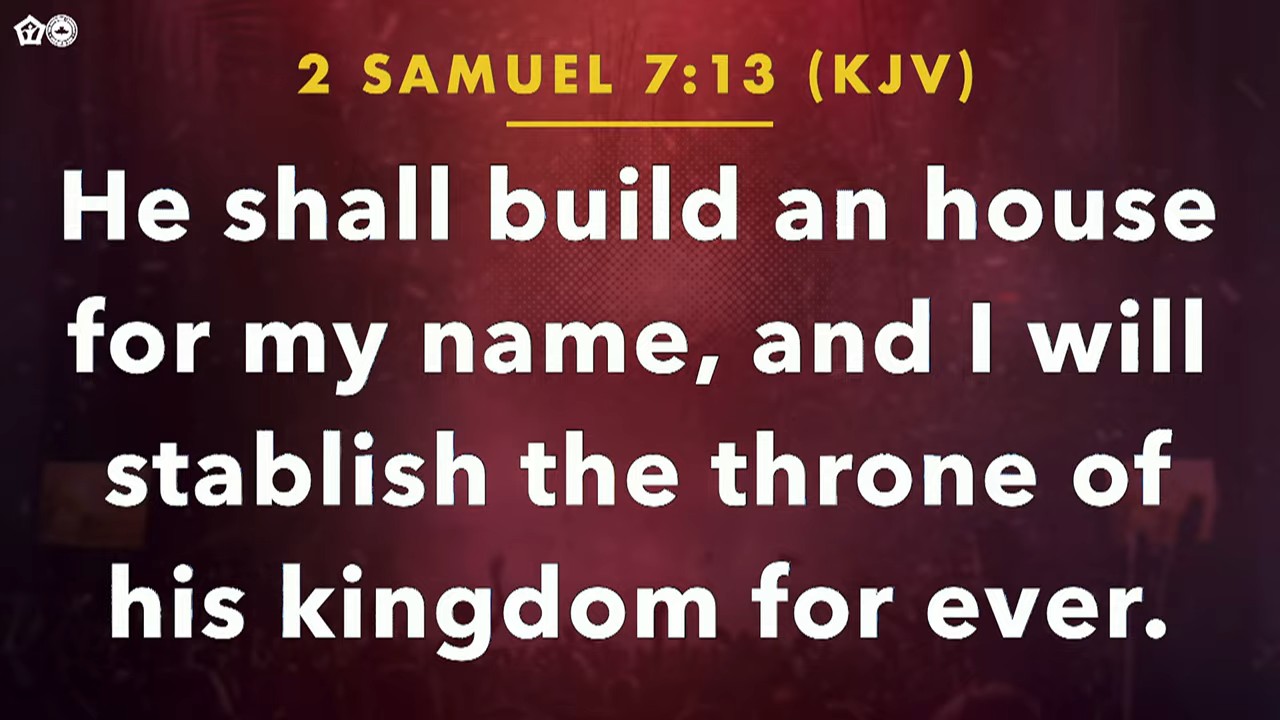 2 SAMUEL 7:13 (KJV)
He shall build an house
for my name, and I will
stablish the throne of
his kingdom for ever.